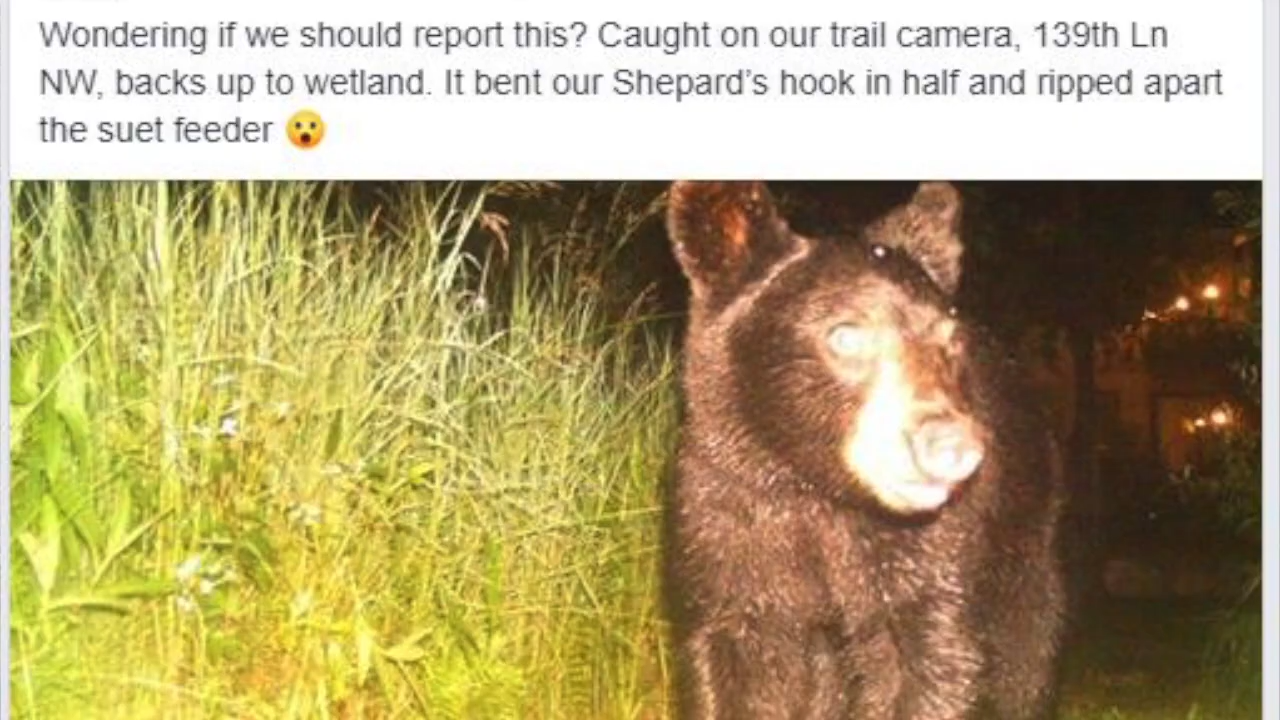 Wondering if we should report this? Caught on our trail camera, 139th Ln
NW, backs up to wetland. It bent our Shepard’s hook in half and ripped apart
the suet feeder 😮